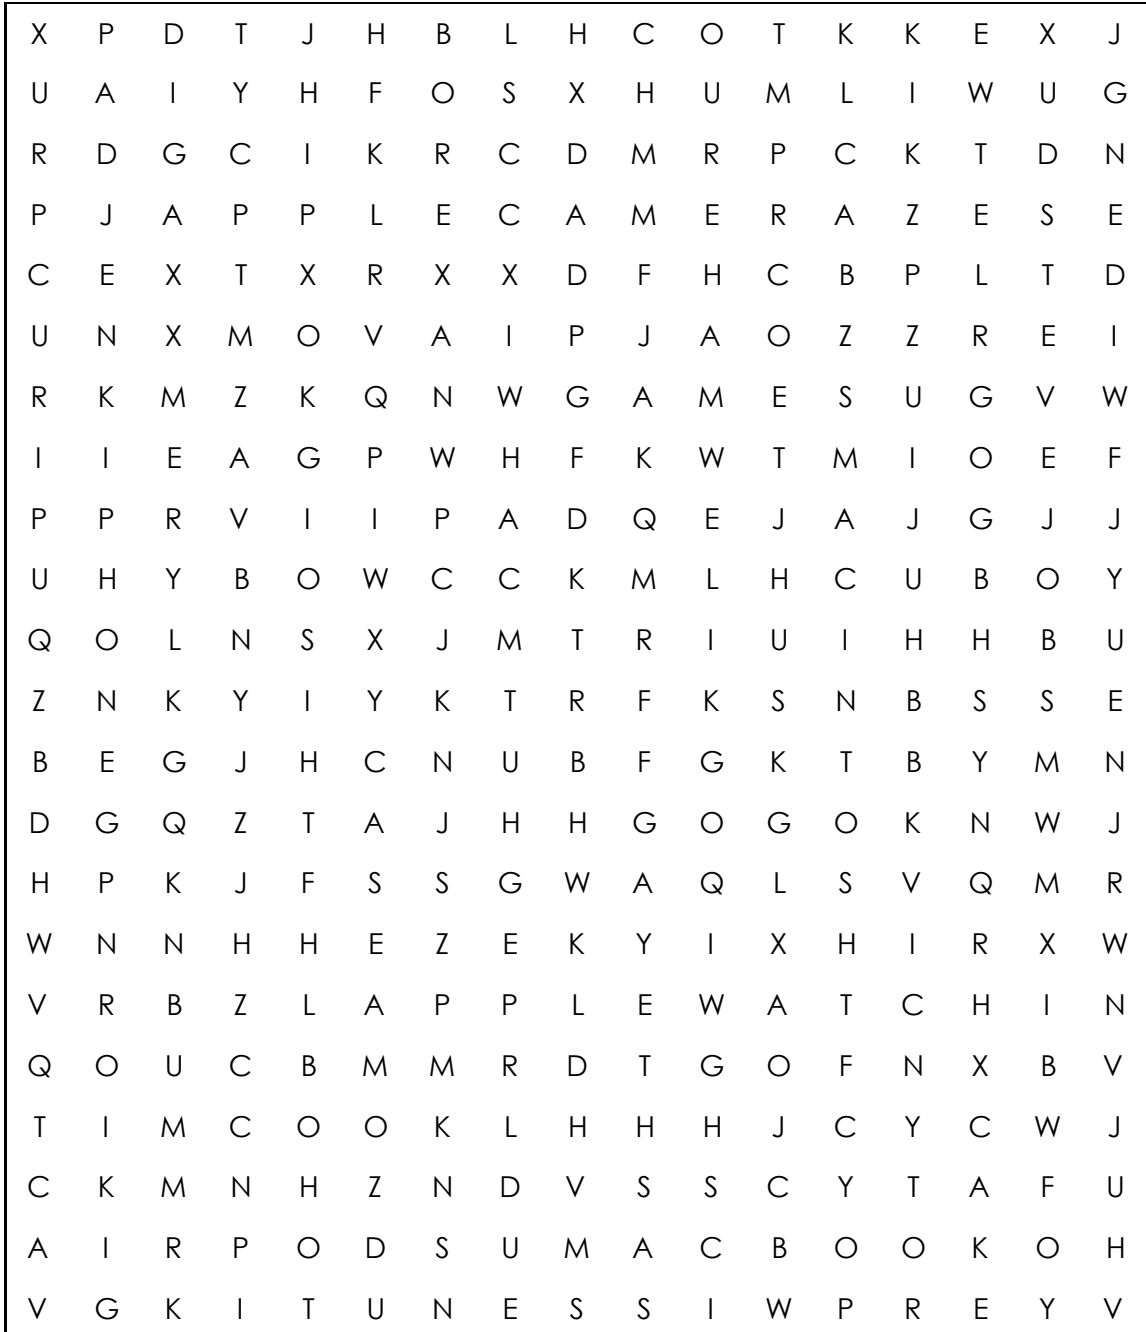 X P D T J H B L H C O T K K E X J
U A I Y H F O S X H U M L I W U G
R D G C I K R C D M R P C K T D N
P J A P P L E C A M E R A Z E S E
C E X T X R X X D F H C B P L T D
U N X M O V A I P J A O Z Z R E I
R K M Z K Q N W G A M E S U G V W
I I E A G P W H F K W T M I O E F
P P R V I I P A D Q E J A J G J J
U H Y B O W C C K M L H C U B O Y
Q O L N S X J M T R I U I H H B U
Z N K Y I Y K T R F K S N B S S E
B E G J H C N U B F G K T B Y M N
D G Q Z T A J H H G O G O K N W J
H P K J F S S G W A Q L S V Q M R
W N N H H E Z E K Y I X H I R X W
V R B Z L A P P L E W A T C H I N
Q O U C B M M R D T G O F N X B V
T I M C O O K L H H H J C Y C W J
C K M N H Z N D V S S C Y T A F U
A I R P O D S U M A C B O O K O H
V G K I T U N E S S I W P R E Y V